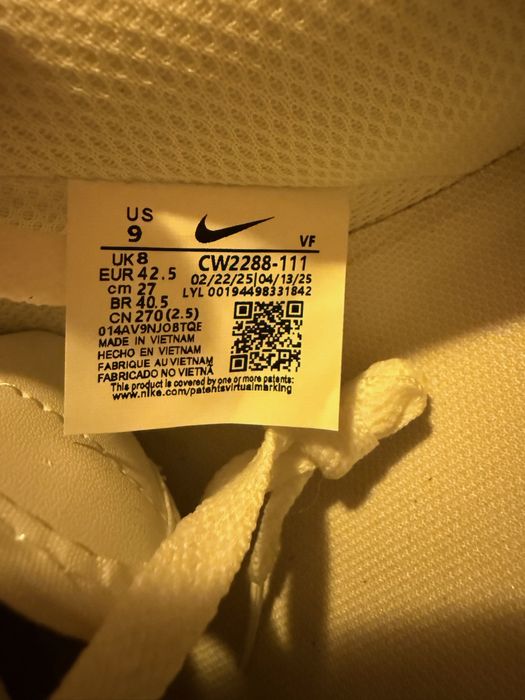 US
9
VF
UK 8
EUR 42.5
cm 27
BR 40.5
CN 270 (2.5)
CW2288-111
02/22/25|04/13/25
LYL 00194498331842
014AV9NJOBTQE
MADE IN VIETNAM
HECHO EN VIETNAM
FABRIQUE AU VIETNAM
FABRICADO NO VIETNÃ
This product is covered by one or more patents:
www.nike.com/patentsvirtualmarking